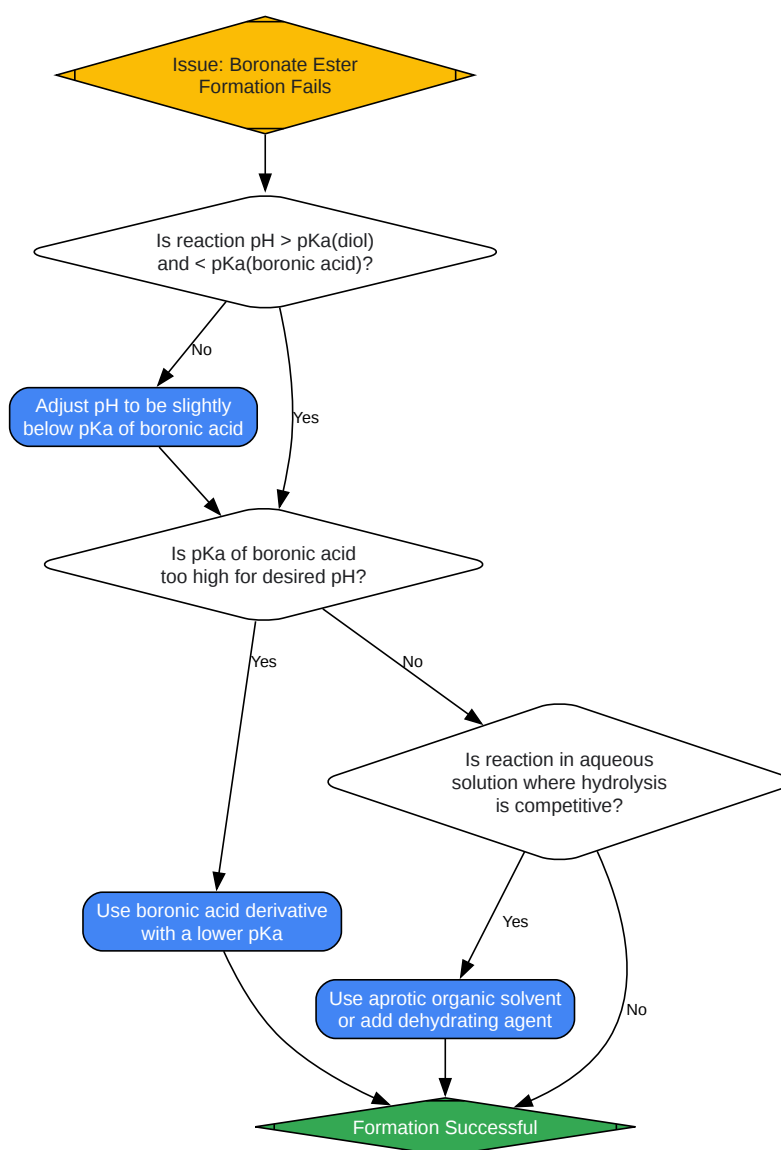 Issue: Boronate Ester
Formation Fails
Is reaction pH > pKa(diol)
and < pKa(boronic acid)?
No
Adjust pH to be slightly
below pKa of boronic acid
Yes
Is pKa of boronic acid
too high for desired pH?
Yes
No
Is reaction in aqueous
solution where hydrolysis
is competitive?
Use boronic acid derivative
with a lower pKa
Yes
Use aprotic organic solvent
or add dehydrating agent
No
Formation Successful